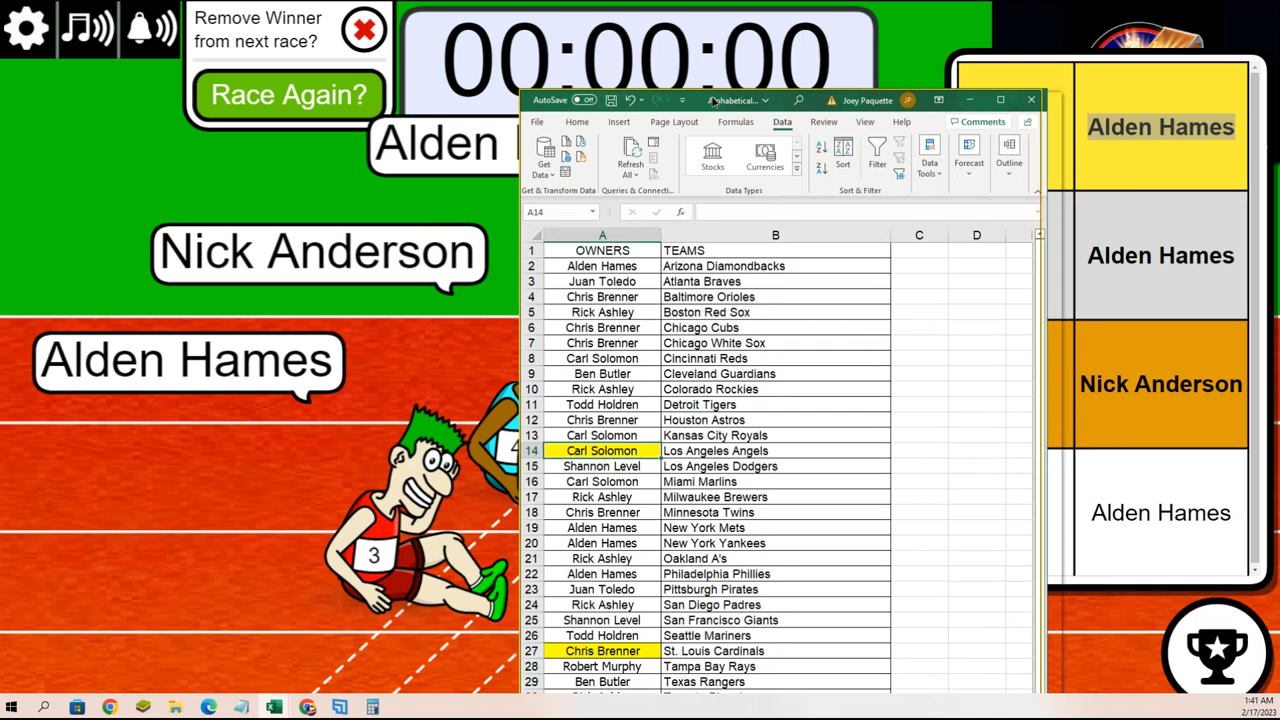 Remove Winner
from next race?
Race Again?
00:00:00
Alden
Nick Anderson
Alden Hames
3
Alden Hames
Alden Hames
Nick Anderson
Alden Hames
AutoSave Off
Alphabetical...
Joey Paquette JP
File Home Insert Page Layout Formulas Data Review View Help Comments
Get Data
Refresh All
Stocks Currencies
Sort Filter
Data Tools
Forecast
Outline
Get & Transform Data Queries & Connecti... Data Types Sort & Filter
A14 fx
A B C D
1 OWNERS TEAMS
2 Alden Hames Arizona Diamondbacks
3 Juan Toledo Atlanta Braves
4 Chris Brenner Baltimore Orioles
5 Rick Ashley Boston Red Sox
6 Chris Brenner Chicago Cubs
7 Chris Brenner Chicago White Sox
8 Carl Solomon Cincinnati Reds
9 Ben Butler Cleveland Guardians
10 Rick Ashley Colorado Rockies
11 Todd Holdren Detroit Tigers
12 Chris Brenner Houston Astros
13 Carl Solomon Kansas City Royals
14 Carl Solomon Los Angeles Angels
15 Shannon Level Los Angeles Dodgers
16 Carl Solomon Miami Marlins
17 Rick Ashley Milwaukee Brewers
18 Chris Brenner Minnesota Twins
19 Alden Hames New York Mets
20 Alden Hames New York Yankees
21 Rick Ashley Oakland A's
22 Alden Hames Philadelphia Phillies
23 Juan Toledo Pittsburgh Pirates
24 Rick Ashley San Diego Padres
25 Shannon Level San Francisco Giants
26 Todd Holdren Seattle Mariners
27 Chris Brenner St. Louis Cardinals
28 Robert Murphy Tampa Bay Rays
29 Ben Butler Texas Rangers
1:41 AM
2/17/2023